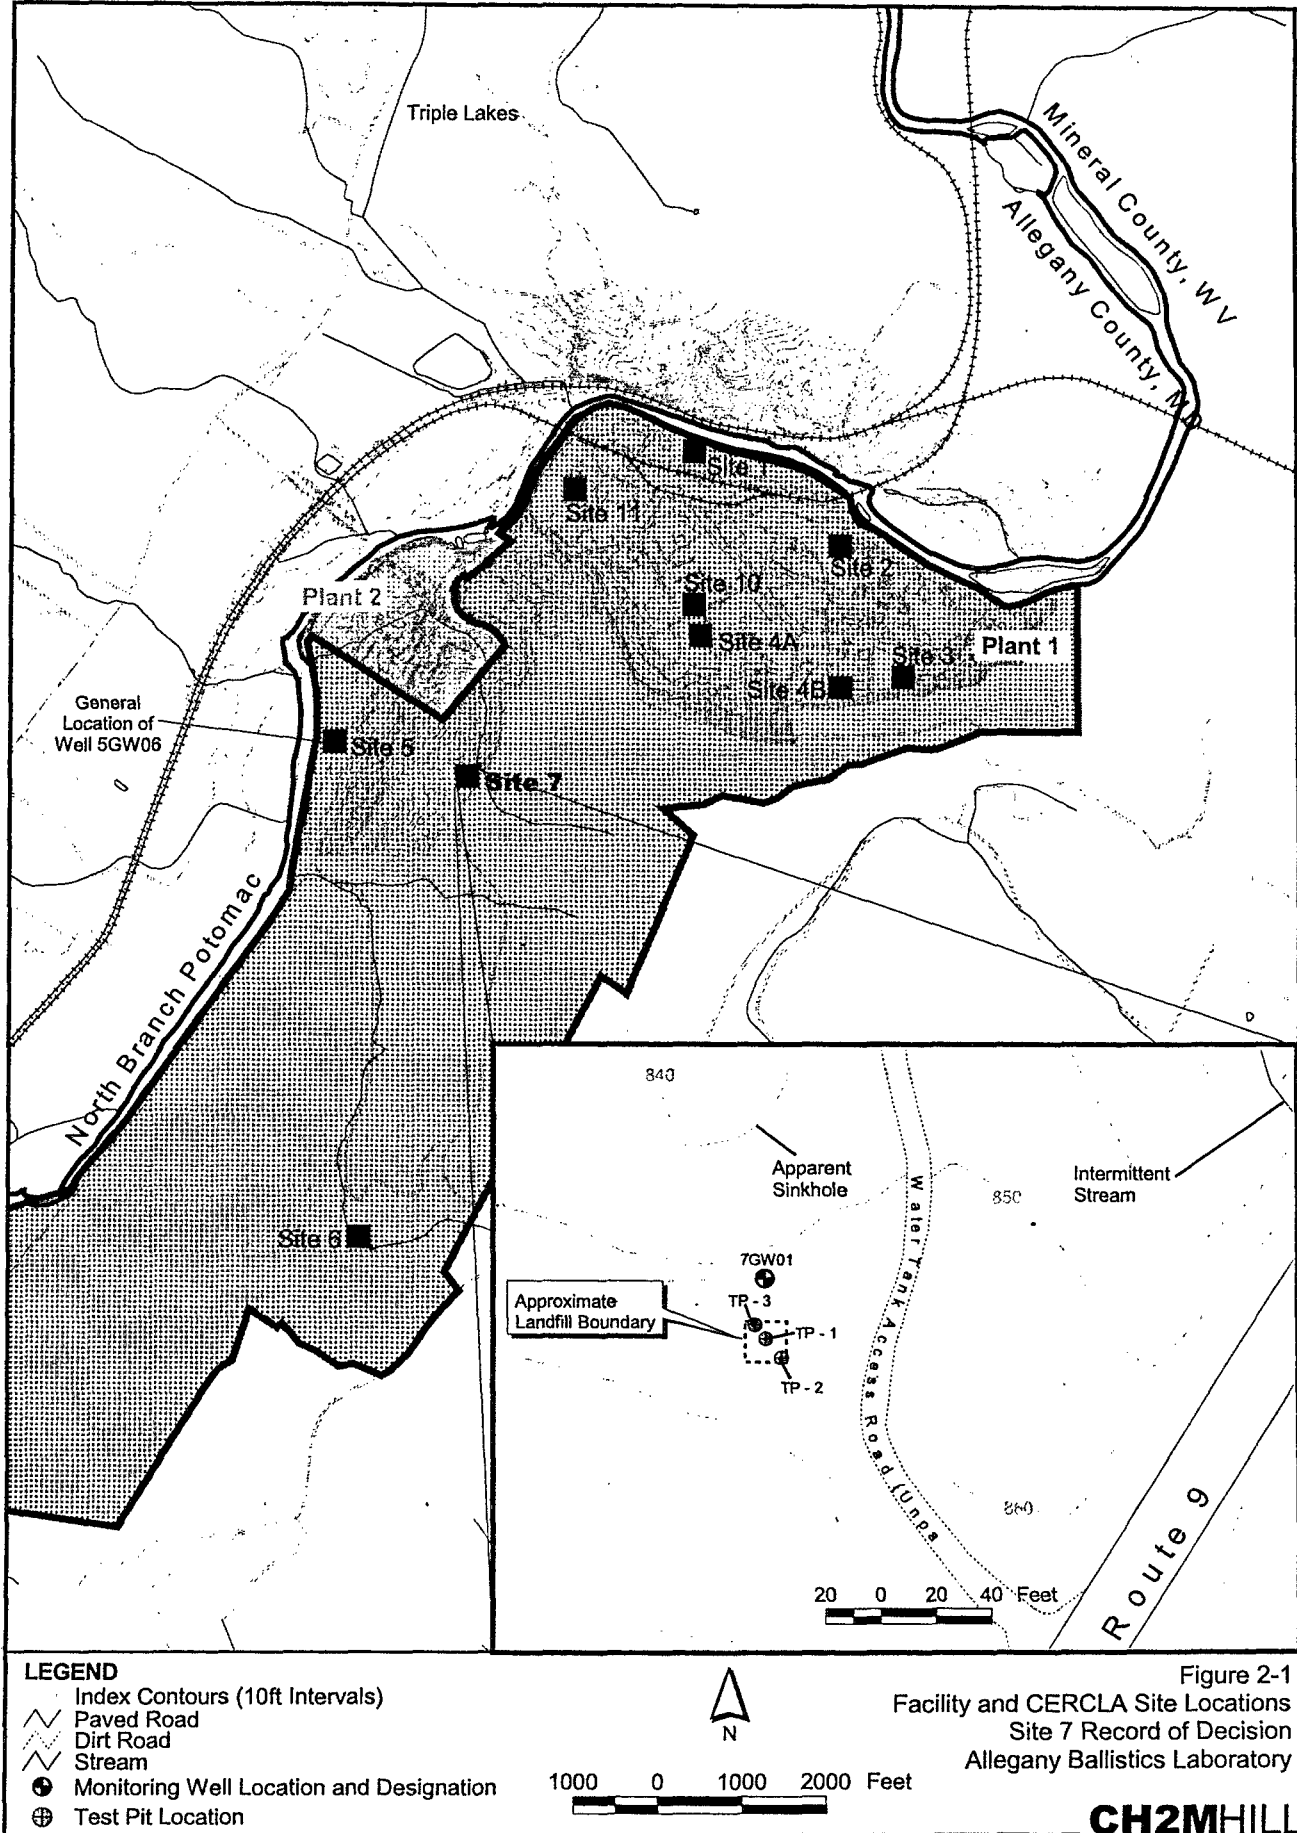 Triple Lakes
Mineral County, WV
Allegany County, MD
Site 1
Site 11
Site 2
Site 10
Plant 2
Site 4A
Plant 1
Site 3
Site 4B
General
Location of
Well 5GW06
Site 5
Site 7
North Branch Potomac
Site 6
840
Apparent
Sinkhole
Intermittent
Stream
850
Water Tank Access Road (Unpa
7GW01
TP - 3
Approximate
Landfill Boundary
TP - 1
TP - 2
860
Route 9
20 0 20 40 Feet
LEGEND
Index Contours (10ft Intervals)
Paved Road
Dirt Road
Stream
Monitoring Well Location and Designation
Test Pit Location
N
1000 0 1000 2000 Feet
Figure 2-1
Facility and CERCLA Site Locations
Site 7 Record of Decision
Allegany Ballistics Laboratory
CH2MHILL